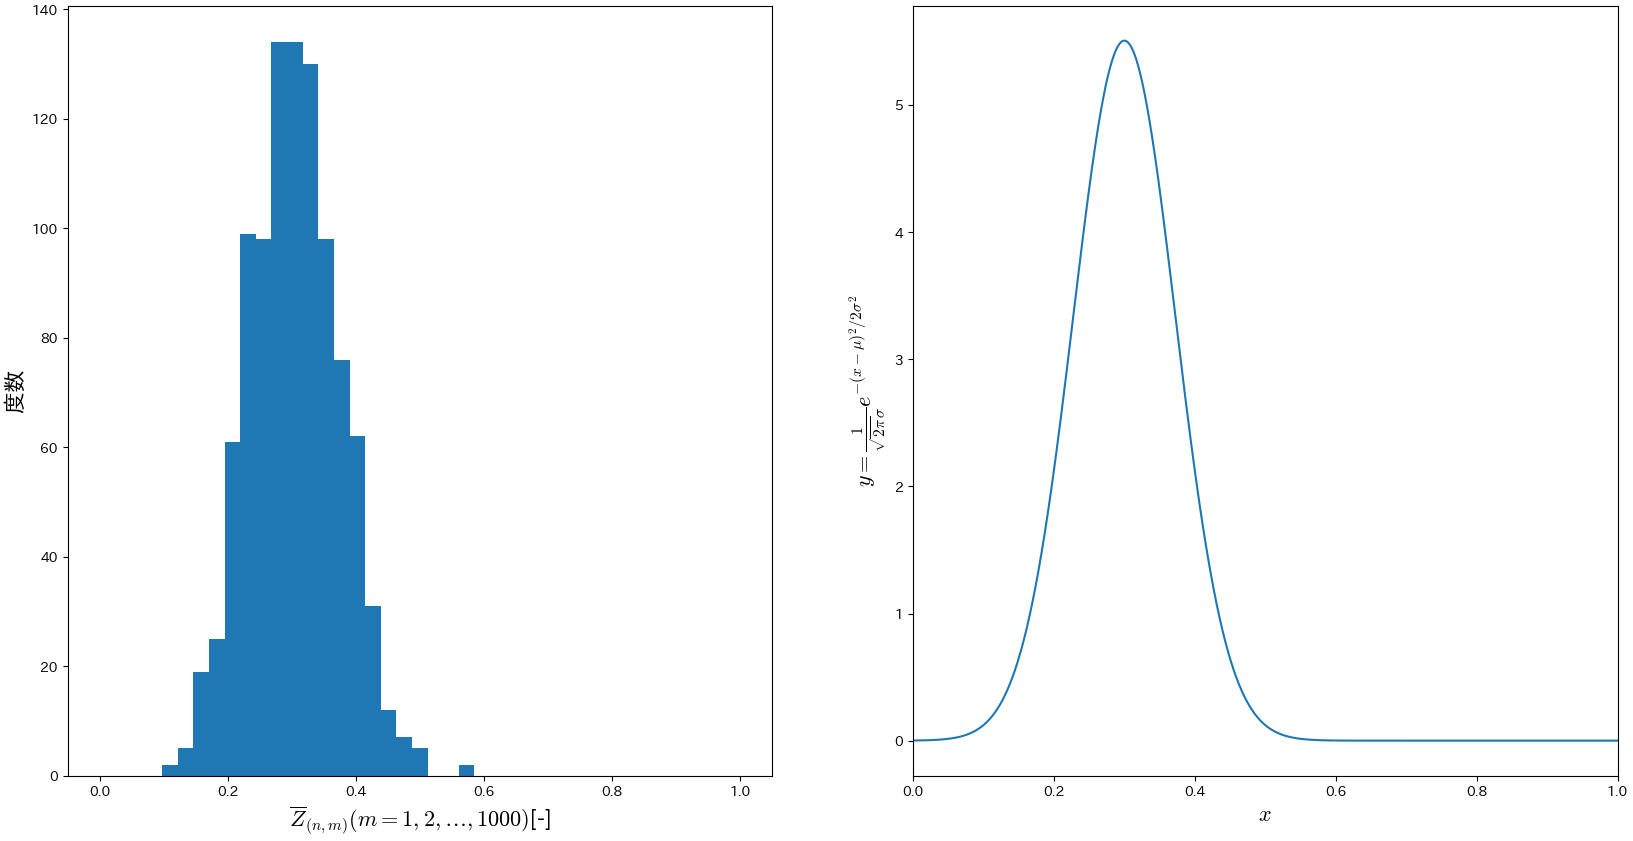 140
120
100
80
60
40
20
0
度数
0.0 0.2 0.4 0.6 0.8 1.0
\overline{Z}_{(n,m)}(m=1,2,...,1000)[-]
5
4
3
2
1
0
y=\frac{1}{\sqrt{2\pi}\sigma}e^{-(x-\mu)^2/2\sigma^2}
0.0 0.2 0.4 0.6 0.8 1.0
x